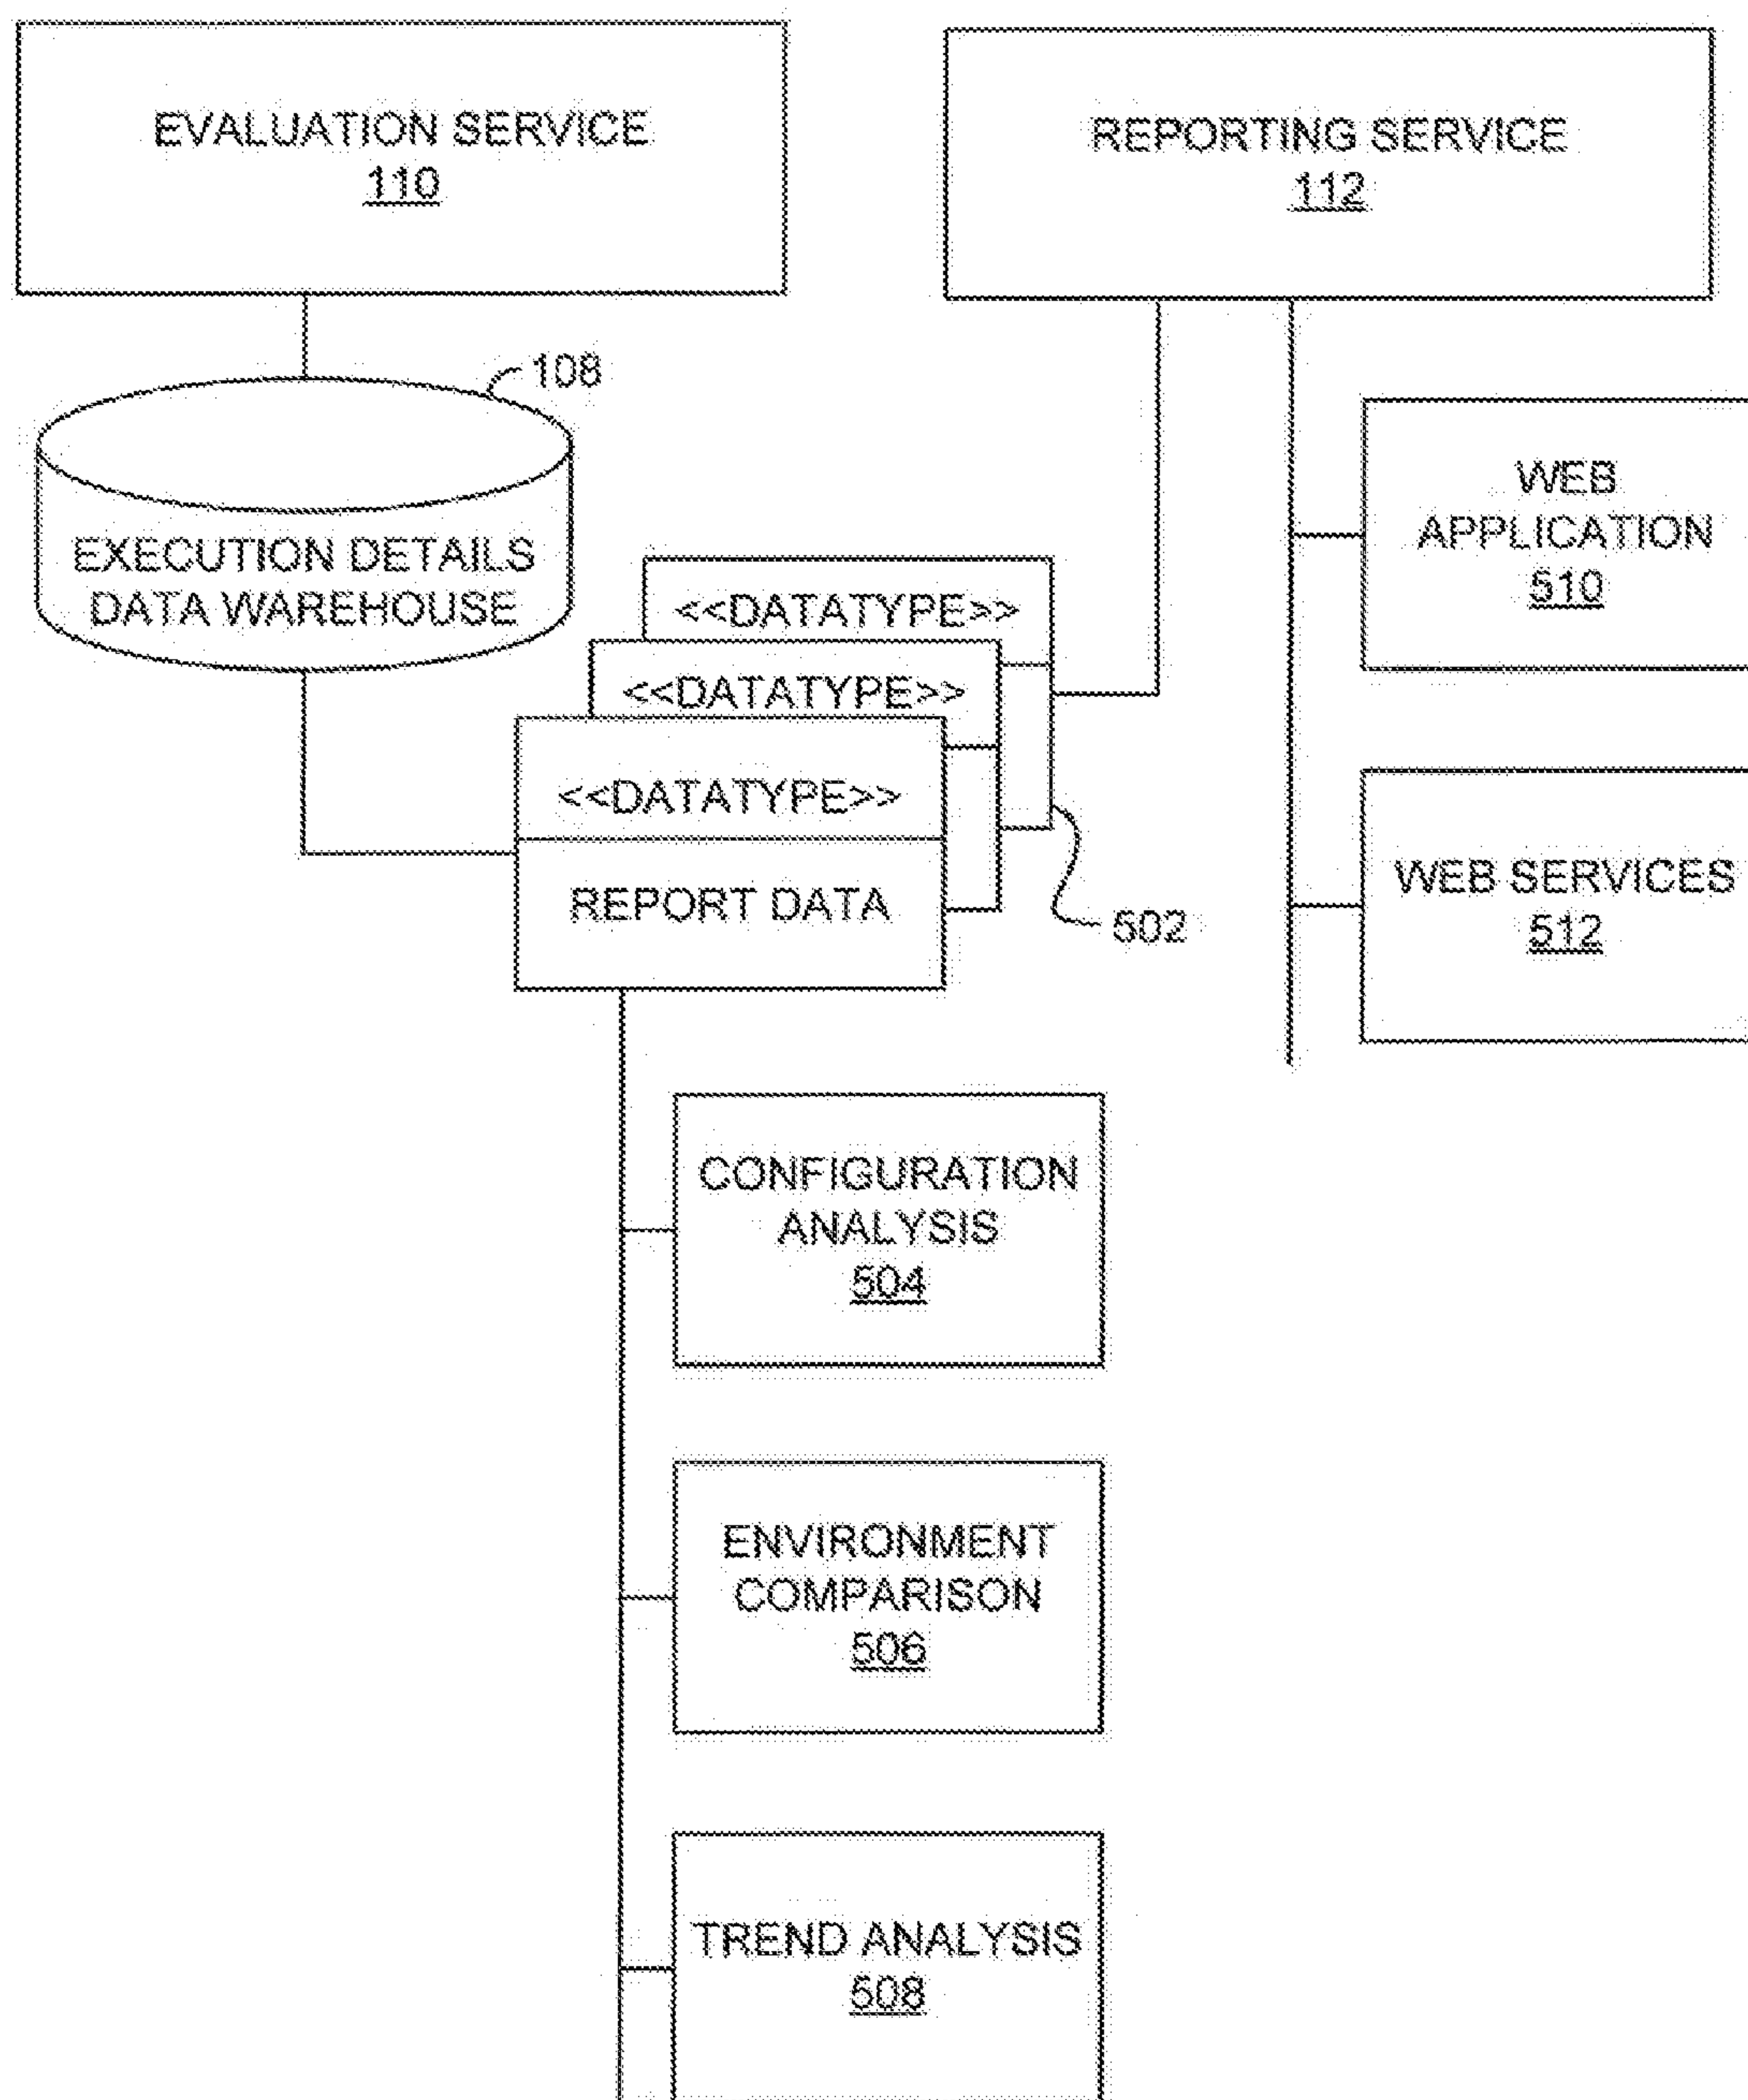 EVALUATION SERVICE
110
REPORTING SERVICE
112
108
EXECUTION DETAILS
DATA WAREHOUSE
WEB
APPLICATION
510
<<DATATYPE>>
<<DATATYPE>>
<<DATATYPE>>
REPORT DATA
502
WEB SERVICES
512
CONFIGURATION
ANALYSIS
504
ENVIRONMENT
COMPARISON
506
TREND ANALYSIS
508